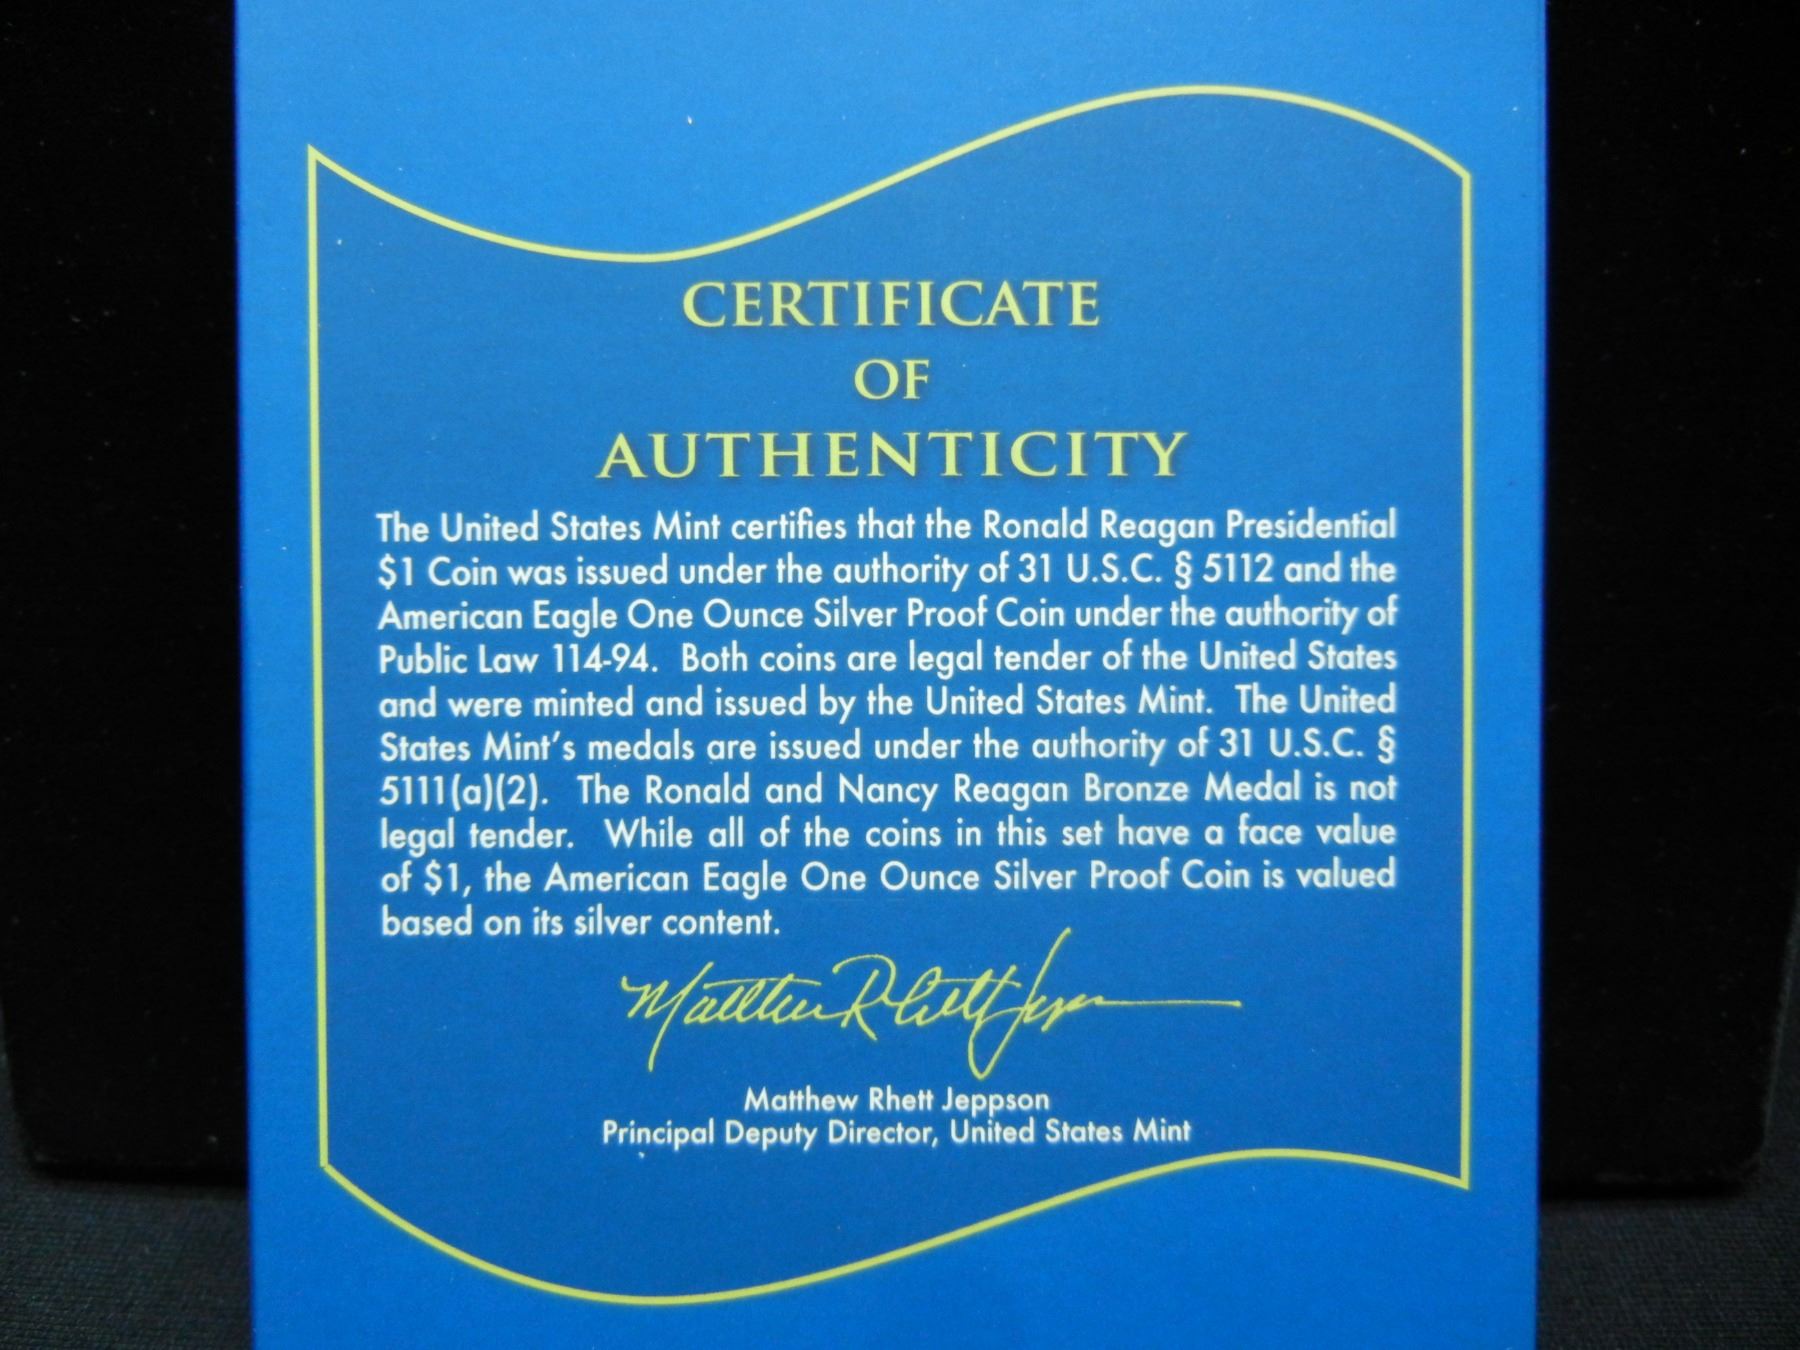 CERTIFICATE
OF
AUTHENTICITY
The United States Mint certifies that the Ronald Reagan Presidential
$1 Coin was issued under the authority of 31 U.S.C. § 5112 and the
American Eagle One Ounce Silver Proof Coin under the authority of
Public Law 114-94. Both coins are legal tender of the United States
and were minted and issued by the United States Mint. The United
States Mint's medals are issued under the authority of 31 U.S.C. §
5111(a)(2). The Ronald and Nancy Reagan Bronze Medal is not
legal tender. While all of the coins in this set have a face value
of $1, the American Eagle One Ounce Silver Proof Coin is valued
based on its silver content.
Matthew Rhett Jeppson
Matthew Rhett Jeppson
Principal Deputy Director, United States Mint